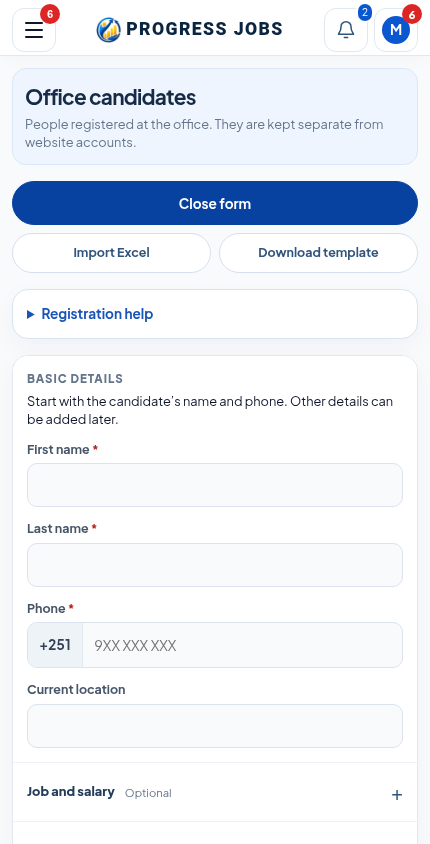 6
PROGRESS JOBS
2
M
6
Office candidates
People registered at the office. They are kept separate from
website accounts.
Close form
Import Excel
Download template
Registration help
BASIC DETAILS
Start with the candidate's name and phone. Other details can
be added later.
First name *
Last name *
Phone *
+251 9XX XXX XXX
Current location
Job and salary Optional +